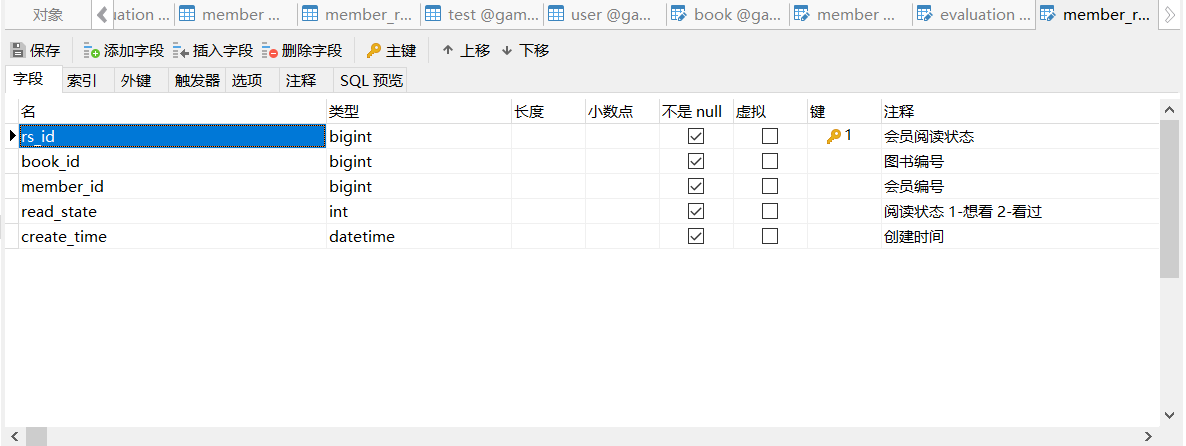 对象 uation ... member ... member_r... test @gam... user @ga... book @ga... member ... evaluation ... member_r...
保存 添加字段 插入字段 删除字段 主键 上移 下移
字段 索引 外键 触发器 选项 注释 SQL 预览
名 类型 长度 小数点 不是 null 虚拟 键 注释
rs_id bigint 1 会员阅读状态
book_id bigint 图书编号
member_id bigint 会员编号
read_state int 阅读状态 1-想看 2-看过
create_time datetime 创建时间